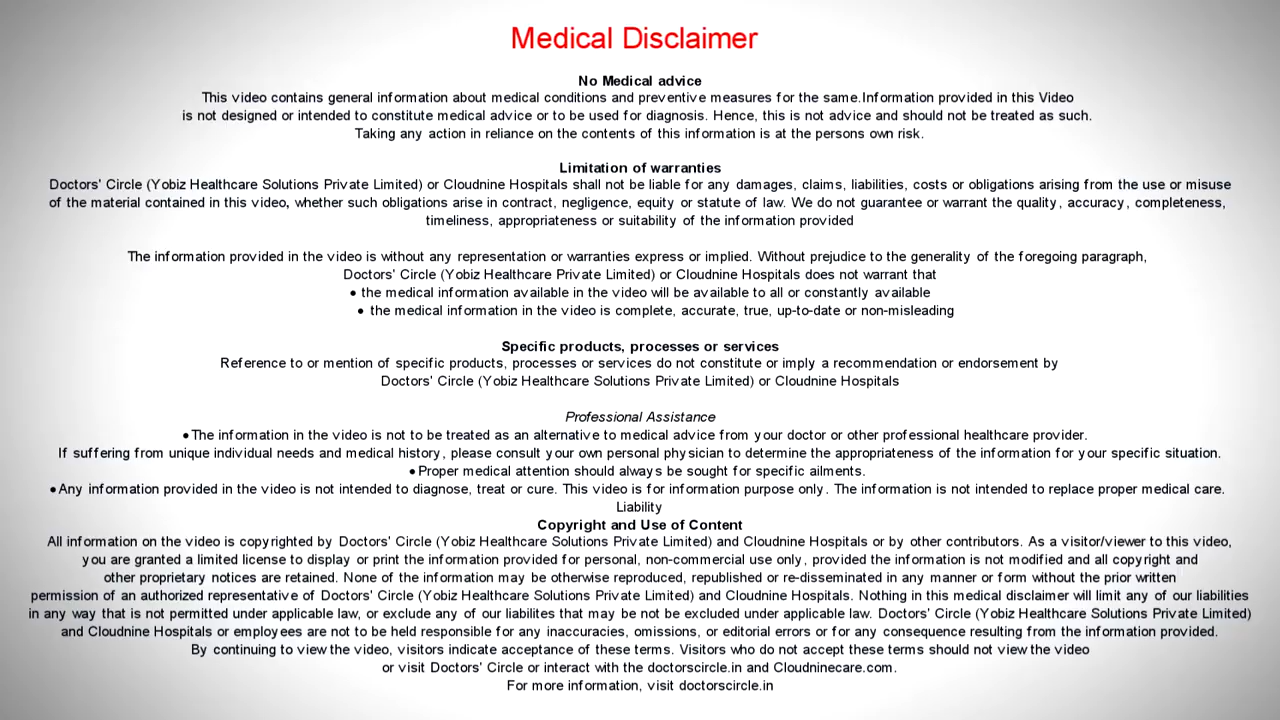 Medical Disclaimer
No Medical advice
This video contains general information about medical conditions and preventive measures for the same.Information provided in this Video
is not designed or intended to constitute medical advice or to be used for diagnosis. Hence, this is not advice and should not be treated as such.
Taking any action in reliance on the contents of this information is at the persons own risk.
Limitation of warranties
Doctors' Circle (Yobiz Healthcare Solutions Private Limited) or Cloudnine Hospitals shall not be liable for any damages, claims, liabilities, costs or obligations arising from the use or misuse
of the material contained in this video, whether such obligations arise in contract, negligence, equity or statute of law. We do not guarantee or warrant the quality, accuracy, completeness,
timeliness, appropriateness or suitability of the information provided
The information provided in the video is without any representation or warranties express or implied. Without prejudice to the generality of the foregoing paragraph,
Doctors' Circle (Yobiz Healthcare Private Limited) or Cloudnine Hospitals does not warrant that
• the medical information available in the video will be available to all or constantly available
• the medical information in the video is complete, accurate, true, up-to-date or non-misleading
Specific products, processes or services
Reference to or mention of specific products, processes or services do not constitute or imply a recommendation or endorsement by
Doctors' Circle (Yobiz Healthcare Solutions Private Limited) or Cloudnine Hospitals
Professional Assistance
•The information in the video is not to be treated as an alternative to medical advice from your doctor or other professional healthcare provider.
If suffering from unique individual needs and medical history, please consult your own personal physician to determine the appropriateness of the information for your specific situation.
•Proper medical attention should always be sought for specific ailments.
•Any information provided in the video is not intended to diagnose, treat or cure. This video is for information purpose only. The information is not intended to replace proper medical care.
Liability
Copyright and Use of Content
All information on the video is copyrighted by Doctors' Circle (Yobiz Healthcare Solutions Private Limited) and Cloudnine Hospitals or by other contributors. As a visitor/viewer to this video,
you are granted a limited license to display or print the information provided for personal, non-commercial use only, provided the information is not modified and all copyright and
other proprietary notices are retained. None of the information may be otherwise reproduced, republished or re-disseminated in any manner or form without the prior written
permission of an authorized representative of Doctors' Circle (Yobiz Healthcare Solutions Private Limited) and Cloudnine Hospitals. Nothing in this medical disclaimer will limit any of our liabilities
in any way that is not permitted under applicable law, or exclude any of our liabilites that may be not be excluded under applicable law. Doctors' Circle (Yobiz Healthcare Solutions Private Limited)
and Cloudnine Hospitals or employees are not to be held responsible for any inaccuracies, omissions, or editorial errors or for any consequence resulting from the information provided.
By continuing to view the video, visitors indicate acceptance of these terms. Visitors who do not accept these terms should not view the video
or visit Doctors' Circle or interact with the doctorscircle.in and Cloudninecare.com.
For more information, visit doctorscircle.in